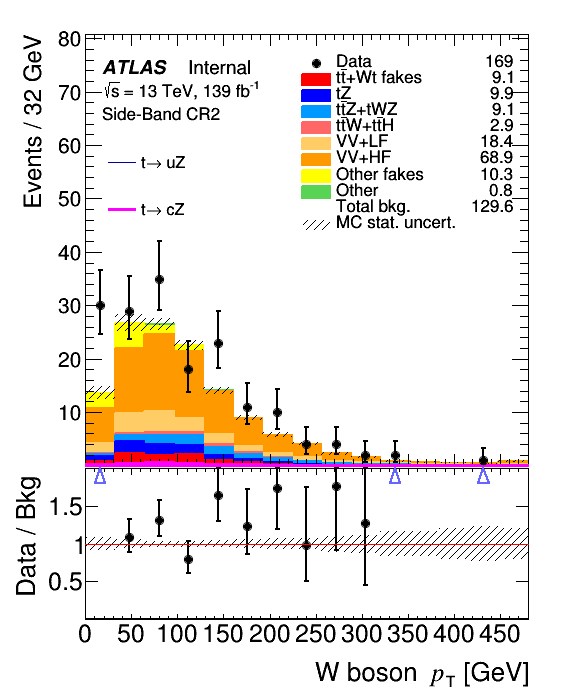 80
70
60
50
40
30
20
10
Events / 32 GeV
ATLAS Internal
√s = 13 TeV, 139 fb⁻¹
Side-Band CR2
t→ uZ
t→ cZ
Data 169
tt̄+Wt fakes 9.1
tZ 9.9
tt̄Z+tWZ 9.1
tt̄W+tt̄H 2.9
VV+LF 18.4
VV+HF 68.9
Other fakes 10.3
Other 0.8
Total bkg. 129.6
MC stat. uncert.
Data / Bkg
1.5
1
0.5
0 50 100 150 200 250 300 350 400 450
W boson p_T [GeV]